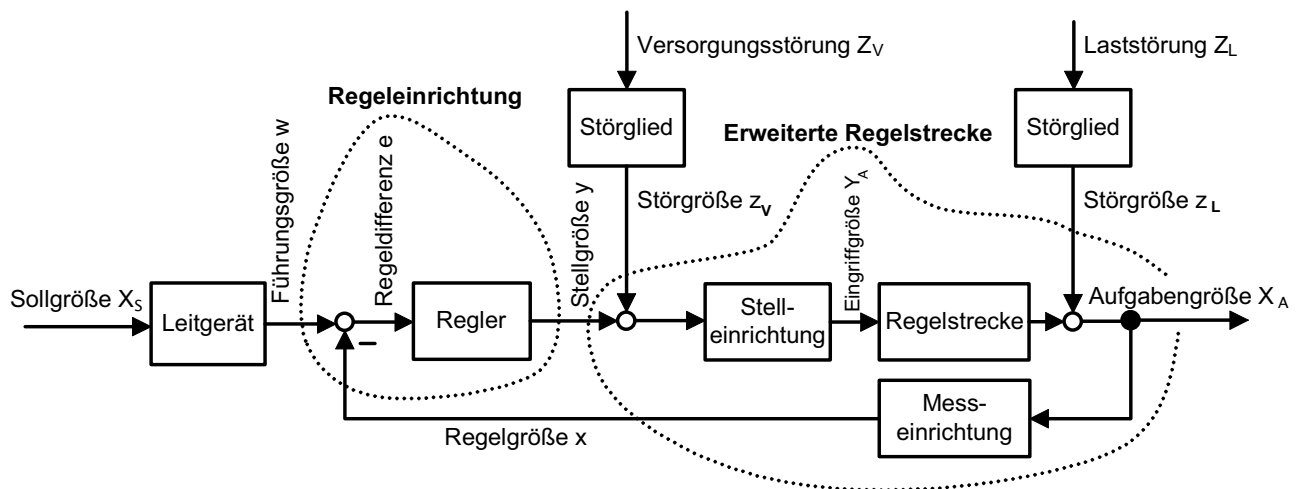 Versorgungsstörung Z_V
Laststörung Z_L
Regeleinrichtung
Störglied
Erweiterte Regelstrecke
Störglied
Führungsgröße w
Regeldifferenz e
Stellgröße y
Störgröße z_V
Eingriffgröße Y_A
Störgröße z_L
Sollgröße X_S
Leitgerät
Regler
Stell-
einrichtung
Regelstrecke
Aufgabengröße X_A
–
Mess-
einrichtung
Regelgröße x